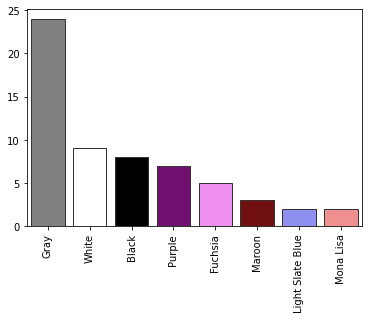 25
20
15
10
5
0
Gray
White
Black
Purple
Fuchsia
Maroon
Light Slate Blue
Mona Lisa